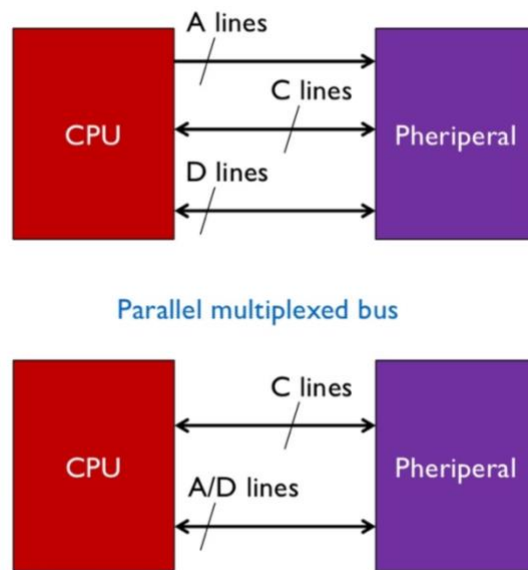 A lines
C lines
CPU
Pheriperal
D lines
Parallel multiplexed bus
C lines
CPU
Pheriperal
A/D lines